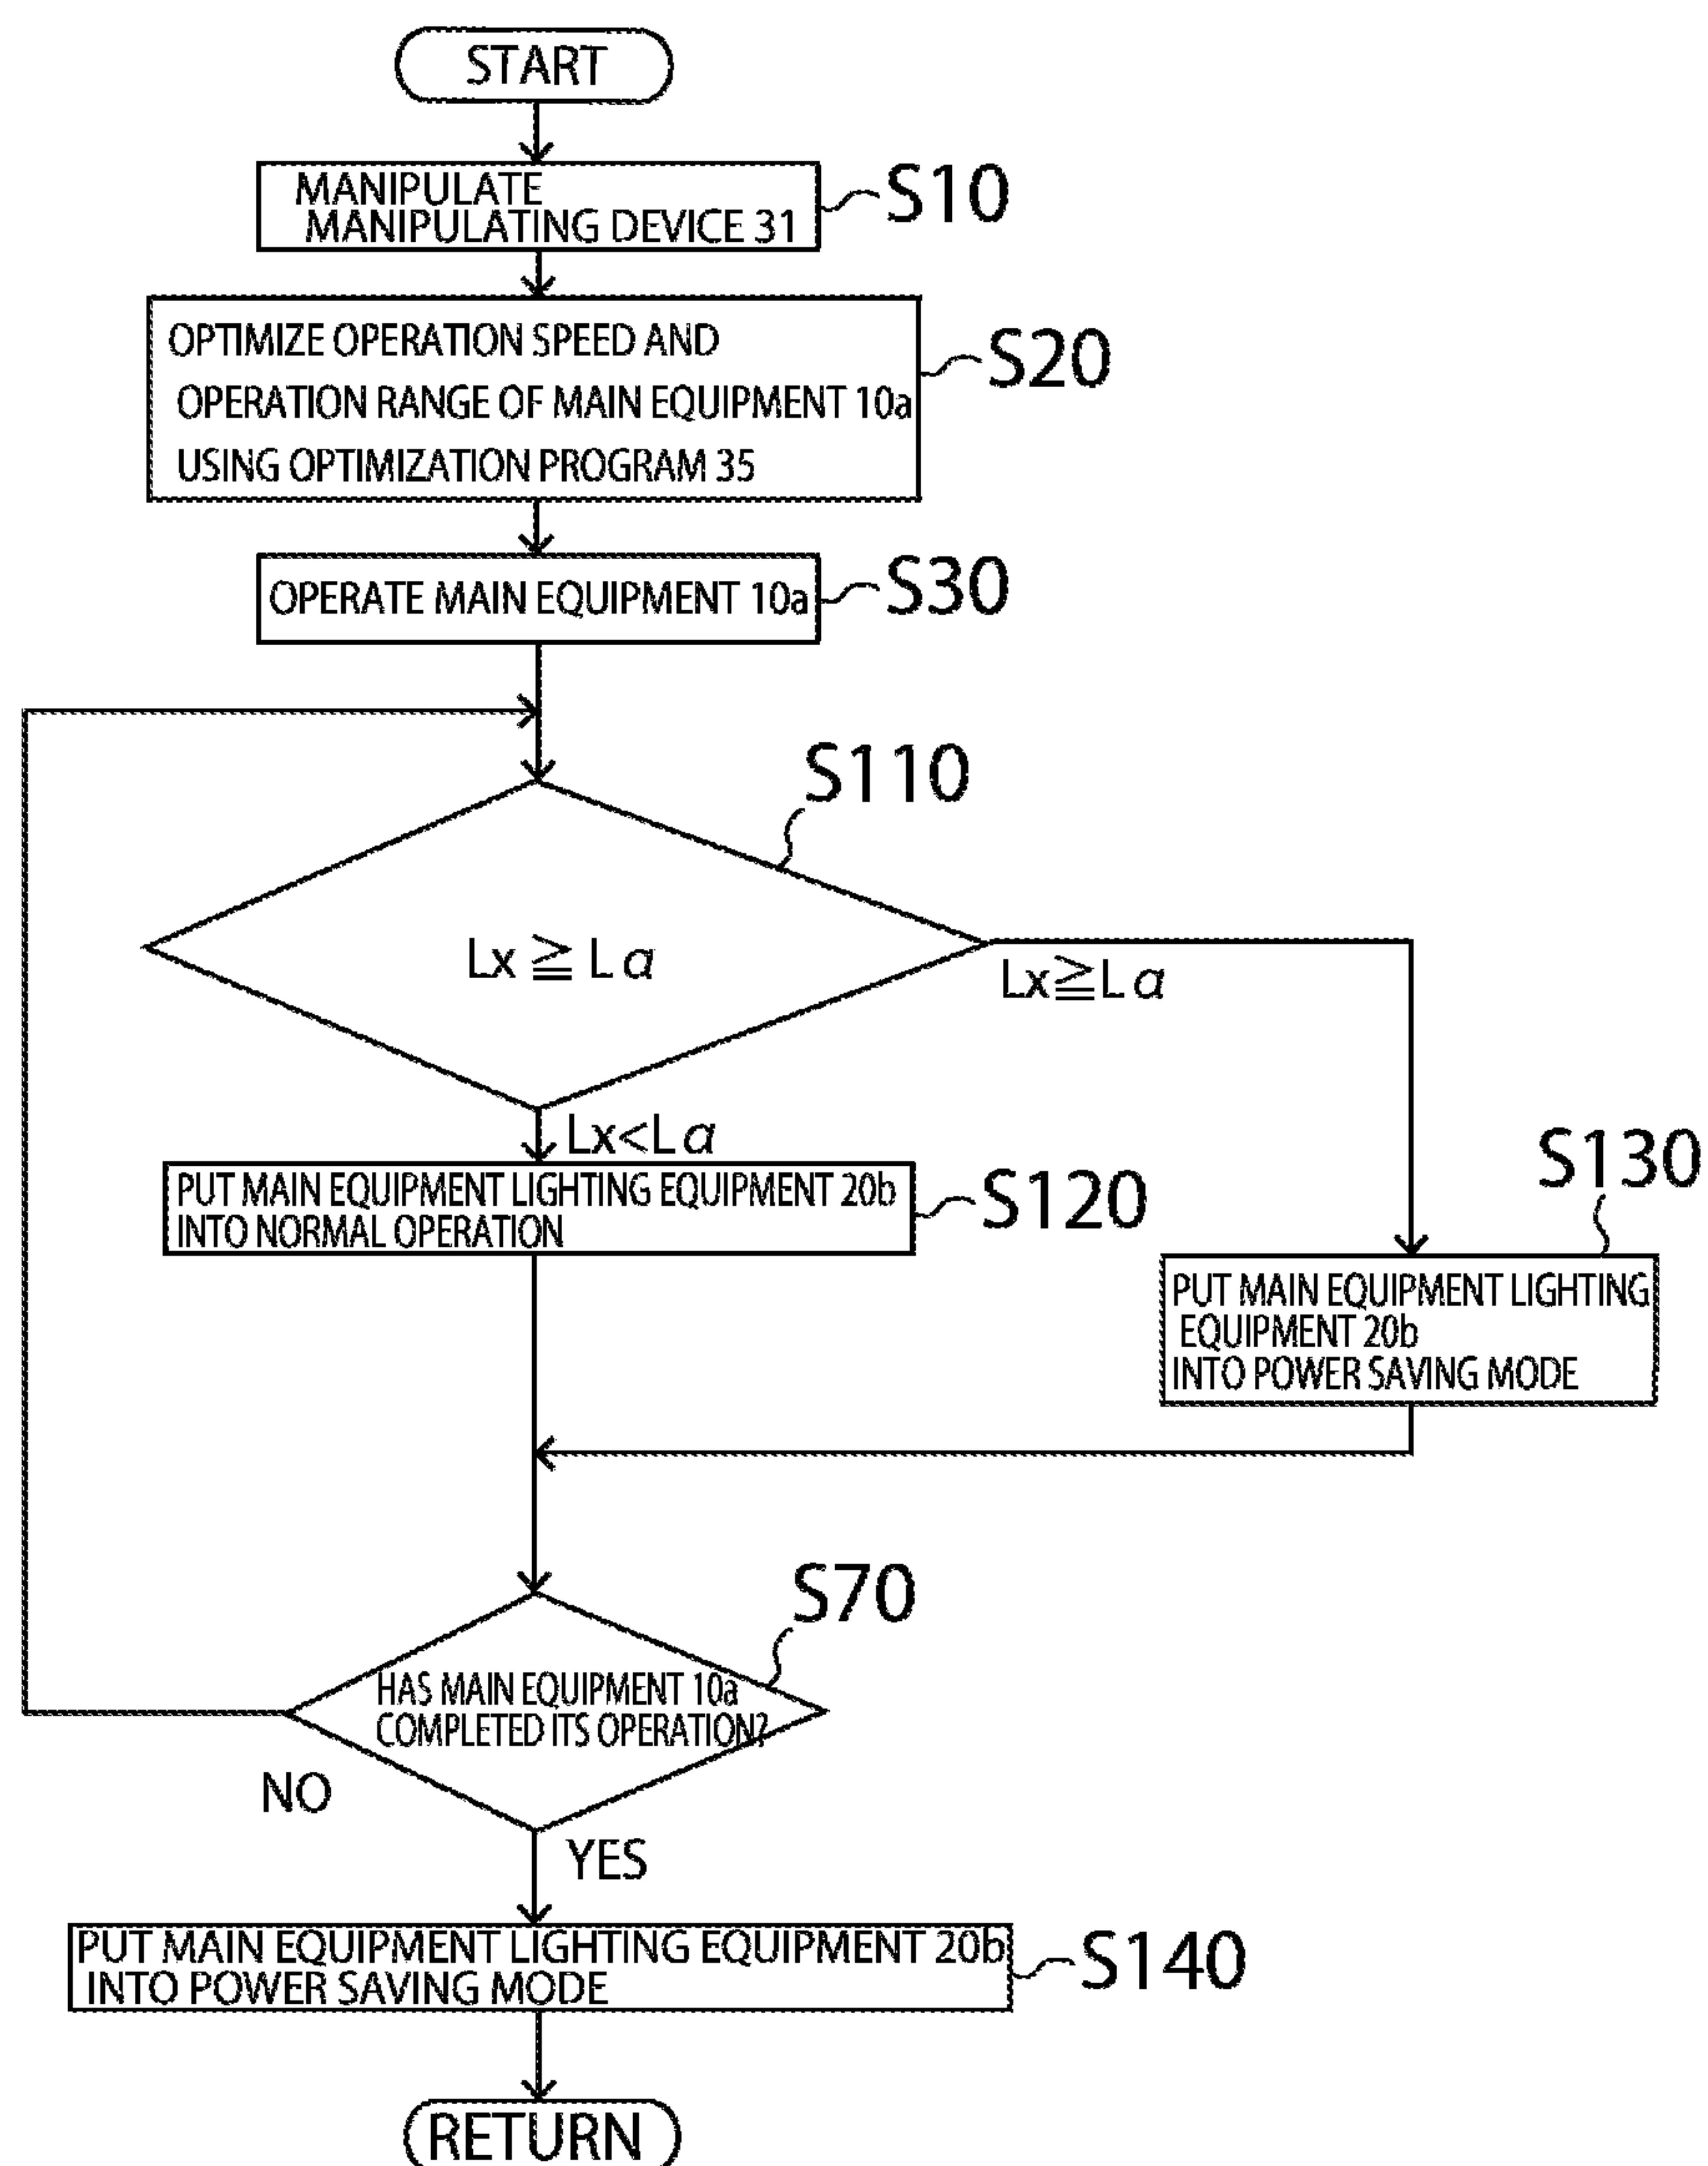 START
MANIPULATE
MANIPULATING DEVICE 31
S10
OPTIMIZE OPERATION SPEED AND
OPERATION RANGE OF MAIN EQUIPMENT 10a
USING OPTIMIZATION PROGRAM 35
S20
OPERATE MAIN EQUIPMENT 10a
S30
S110
Lx ≧ Lα
Lx≧Lα
Lx<Lα
PUT MAIN EQUIPMENT LIGHTING EQUIPMENT 20b
INTO NORMAL OPERATION
S120
S130
PUT MAIN EQUIPMENT LIGHTING
EQUIPMENT 20b
INTO POWER SAVING MODE
S70
HAS MAIN EQUIPMENT 10a
COMPLETED ITS OPERATION?
NO
YES
PUT MAIN EQUIPMENT LIGHTING EQUIPMENT 20b
INTO POWER SAVING MODE
S140
RETURN